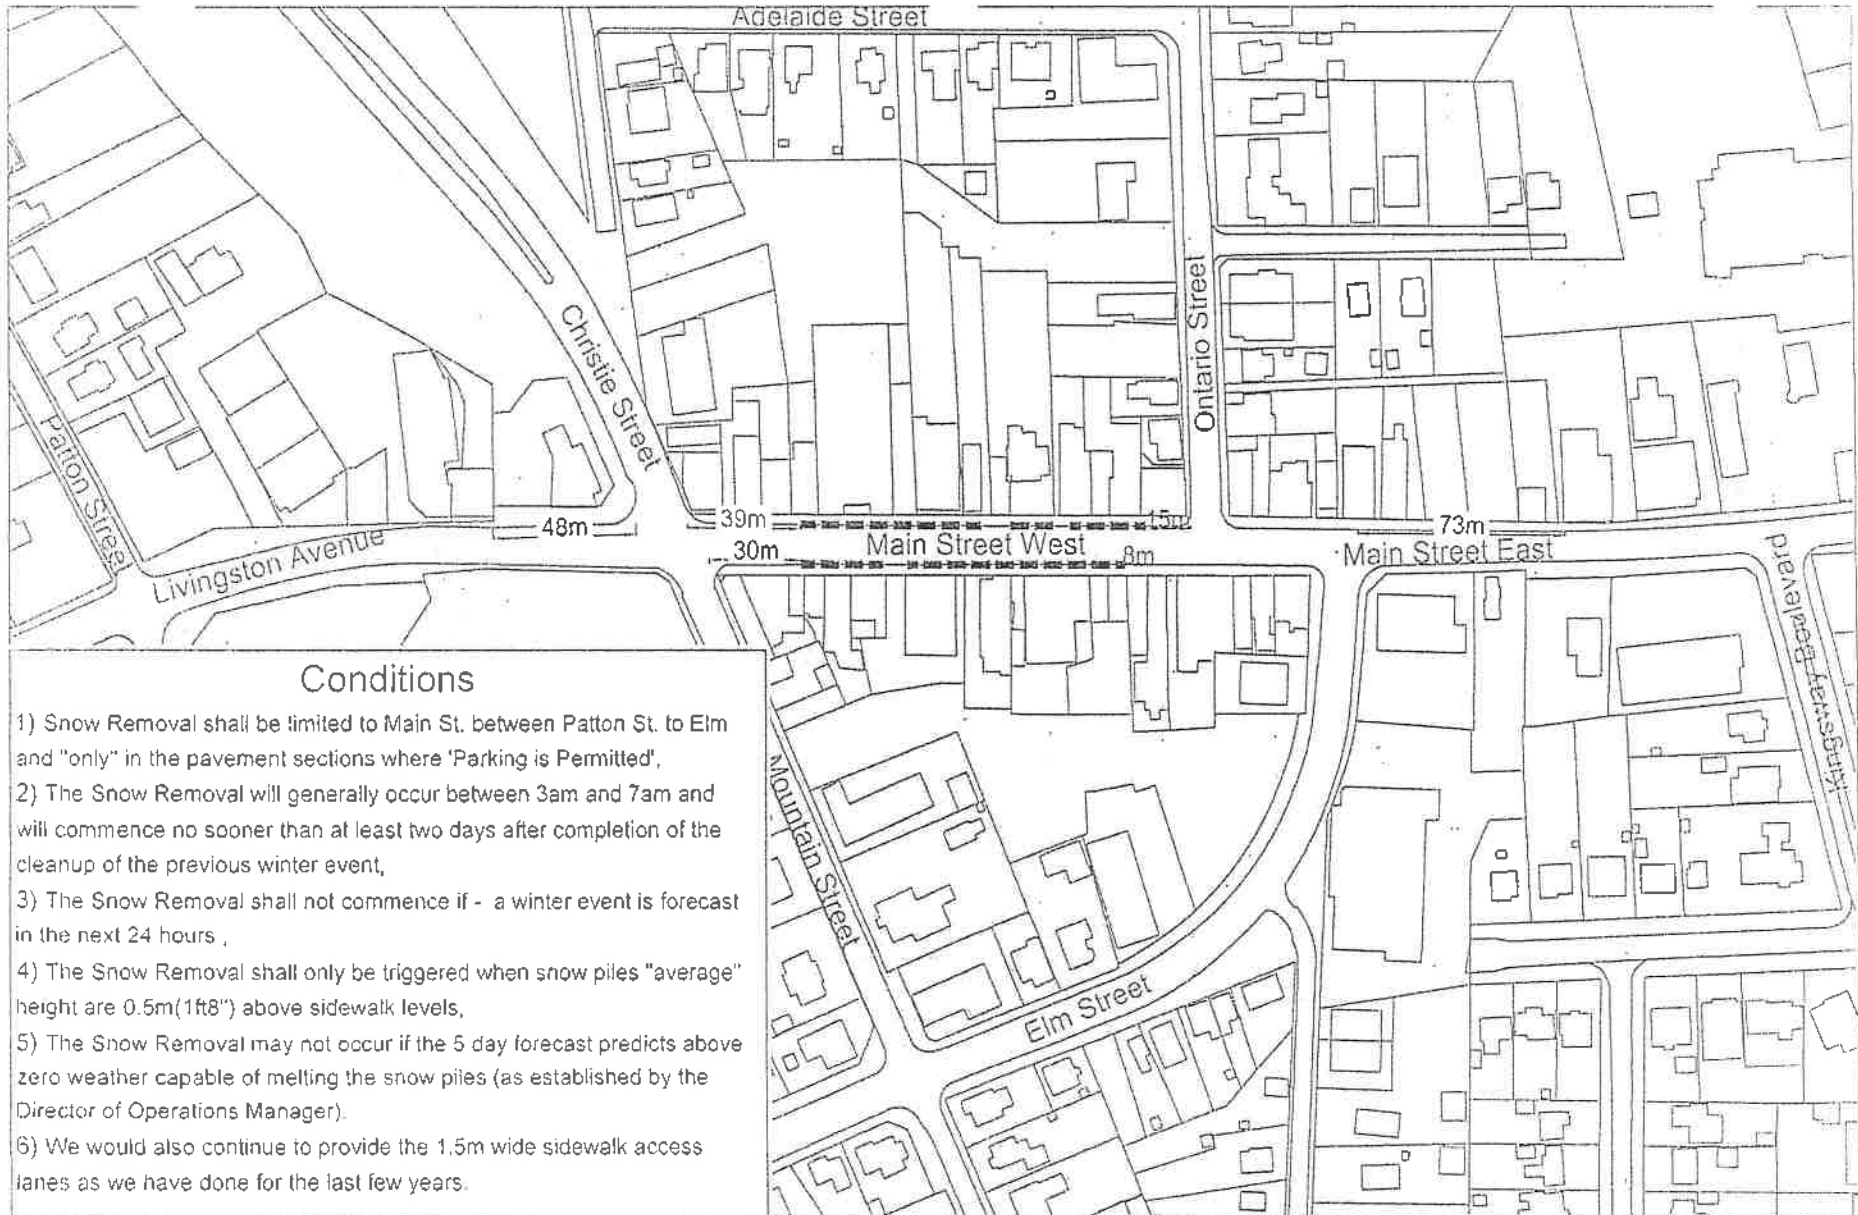 Adelaide Street
Christie Street
Ontario Street
Patton Street
48m
39m
15m
73m
Livingston Avenue
30m
Main Street West
8m
Main Street East
Kingsway Boulevard
Mountain Street
Elm Street
Conditions
1) Snow Removal shall be limited to Main St. between Patton St. to Elm
and "only" in the pavement sections where 'Parking is Permitted',
2) The Snow Removal will generally occur between 3am and 7am and
will commence no sooner than at least two days after completion of the
cleanup of the previous winter event,
3) The Snow Removal shall not commence if - a winter event is forecast
in the next 24 hours ,
4) The Snow Removal shall only be triggered when snow piles "average"
height are 0.5m(1ft8") above sidewalk levels,
5) The Snow Removal may not occur if the 5 day forecast predicts above
zero weather capable of melting the snow piles (as established by the
Director of Operations Manager).
6) We would also continue to provide the 1.5m wide sidewalk access
lanes as we have done for the last few years.